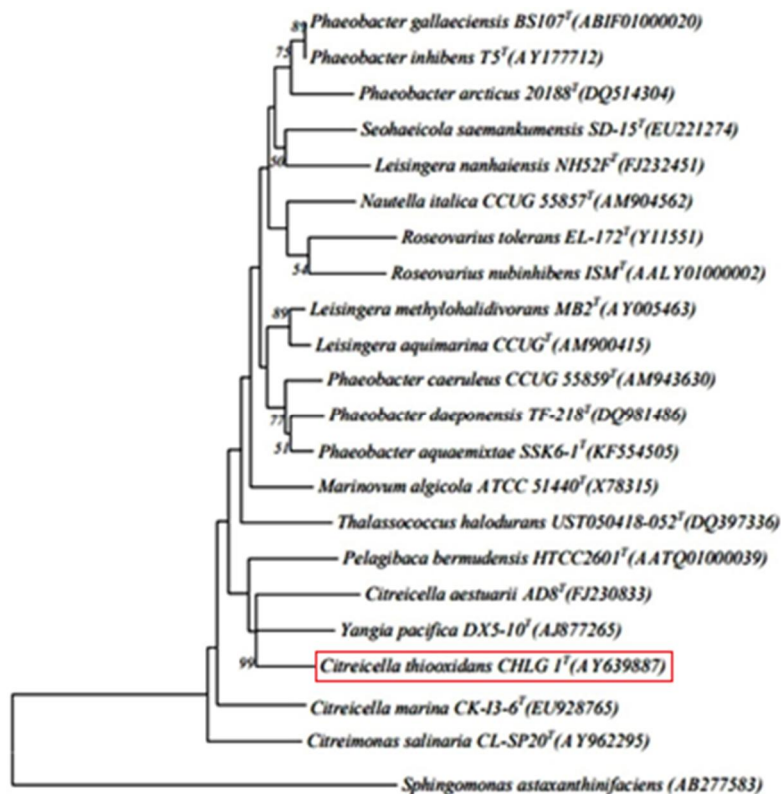 89
Phaeobacter gallaeciensis BS107ᵀ(ABIF01000020)
75
Phaeobacter inhibens T5ᵀ(AY177712)
Phaeobacter arcticus 20188ᵀ(DQ514304)
Seohaeicola saemankumensis SD-15ᵀ(EU221274)
50
Leisingera nanhaiensis NH52Fᵀ(FJ232451)
Nautella italica CCUG 55857ᵀ(AM904562)
Roseovarius tolerans EL-172ᵀ(Y11551)
54
Roseovarius nubinhibens ISMᵀ(AALY01000002)
89
Leisingera methylohalidivorans MB2ᵀ(AY005463)
Leisingera aquimarina CCUGᵀ(AM900415)
Phaeobacter caeruleus CCUG 55859ᵀ(AM943630)
77
Phaeobacter daeponensis TF-218ᵀ(DQ981486)
51
Phaeobacter aquaemixtae SSK6-1ᵀ(KF554505)
Marinovum algicola ATCC 51440ᵀ(X78315)
Thalassococcus halodurans UST050418-052ᵀ(DQ397336)
Pelagibaca bermudensis HTCC2601ᵀ(AATQ01000039)
Citreicella aestuarii AD8ᵀ(FJ230833)
Yangia pacifica DX5-10ᵀ(AJ877265)
99
Citreicella thiooxidans CHLG 1ᵀ(AY639887)
Citreicella marina CK-I3-6ᵀ(EU928765)
Citreimonas salinaria CL-SP20ᵀ(AY962295)
Sphingomonas astaxanthinifaciens (AB277583)